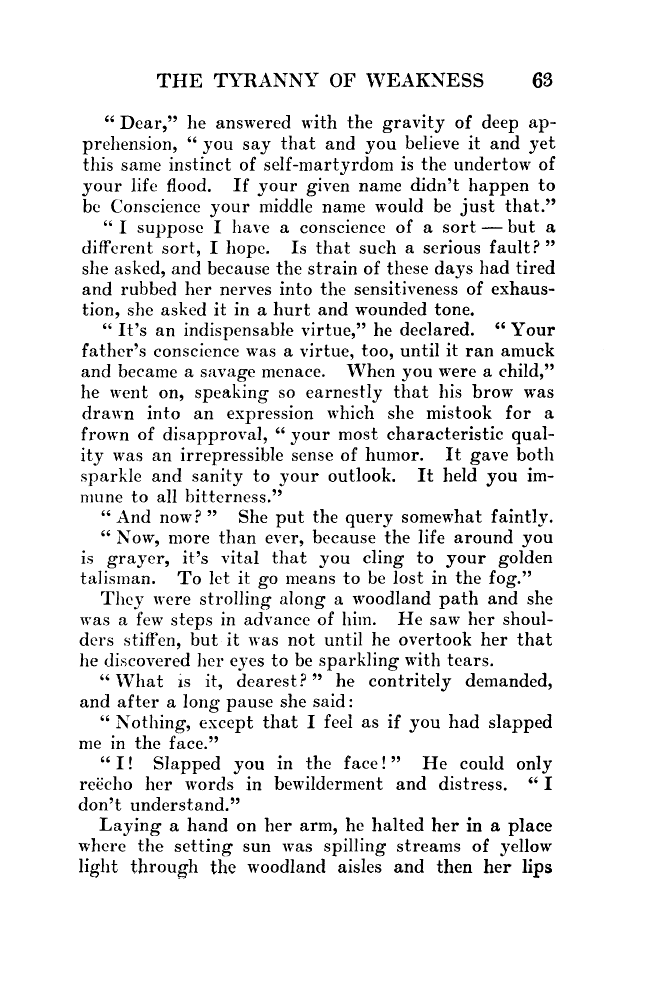 THE TYRANNY OF WEAKNESS 63
“ Dear,” he answered with the gravity of deep ap-
prehension, “ you say that and you believe it and yet
this same instinct of self-martyrdom is the undertow of
your life flood. If your given name didn't happen to
be Conscience your middle name would be just that.”
“ I suppose I have a conscience of a sort — but a
different sort, I hope. Is that such a serious fault? ”
she asked, and because the strain of these days had tired
and rubbed her nerves into the sensitiveness of exhaus-
tion, she asked it in a hurt and wounded tone.
“ It's an indispensable virtue,” he declared. “ Your
father's conscience was a virtue, too, until it ran amuck
and became a savage menace. When you were a child,”
he went on, speaking so earnestly that his brow was
drawn into an expression which she mistook for a
frown of disapproval, “ your most characteristic qual-
ity was an irrepressible sense of humor. It gave both
sparkle and sanity to your outlook. It held you im-
mune to all bitterness.”
“ And now? ” She put the query somewhat faintly.
“ Now, more than ever, because the life around you
is grayer, it's vital that you cling to your golden
talisman. To let it go means to be lost in the fog.”
They were strolling along a woodland path and she
was a few steps in advance of him. He saw her shoul-
ders stiffen, but it was not until he overtook her that
he discovered her eyes to be sparkling with tears.
“ What is it, dearest? ” he contritely demanded,
and after a long pause she said:
“ Nothing, except that I feel as if you had slapped
me in the face.”
“ I! Slapped you in the face! ” He could only
reëcho her words in bewilderment and distress. “ I
don't understand.”
Laying a hand on her arm, he halted her in a place
where the setting sun was spilling streams of yellow
light through the woodland aisles and then her lips